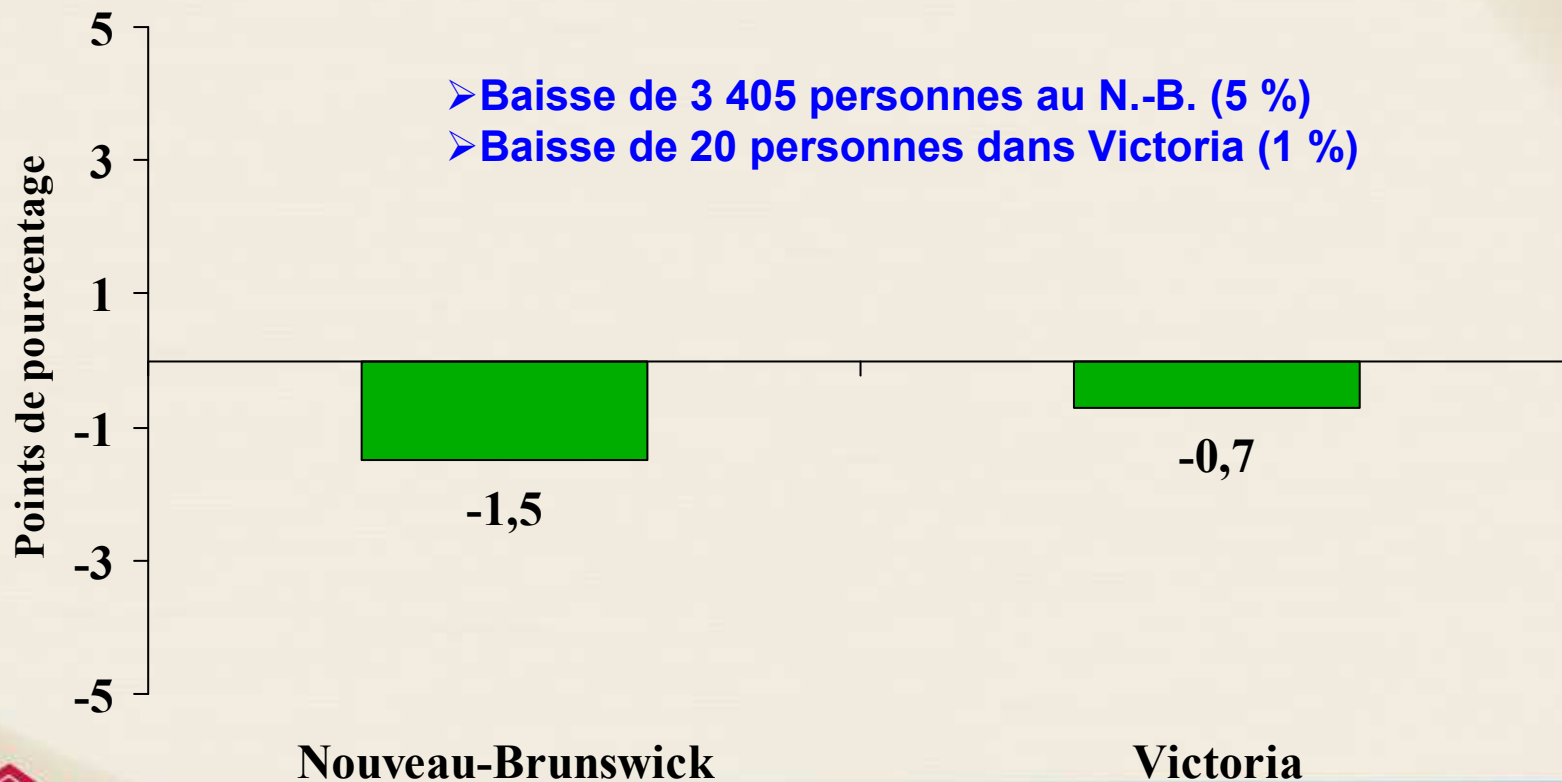 5
➢Baisse de 3 405 personnes au N.-B. (5 %)
➢Baisse de 20 personnes dans Victoria (1 %)
3
1
-1
-3
-5
Points de pourcentage
-1,5
-0,7
Nouveau-Brunswick
Victoria